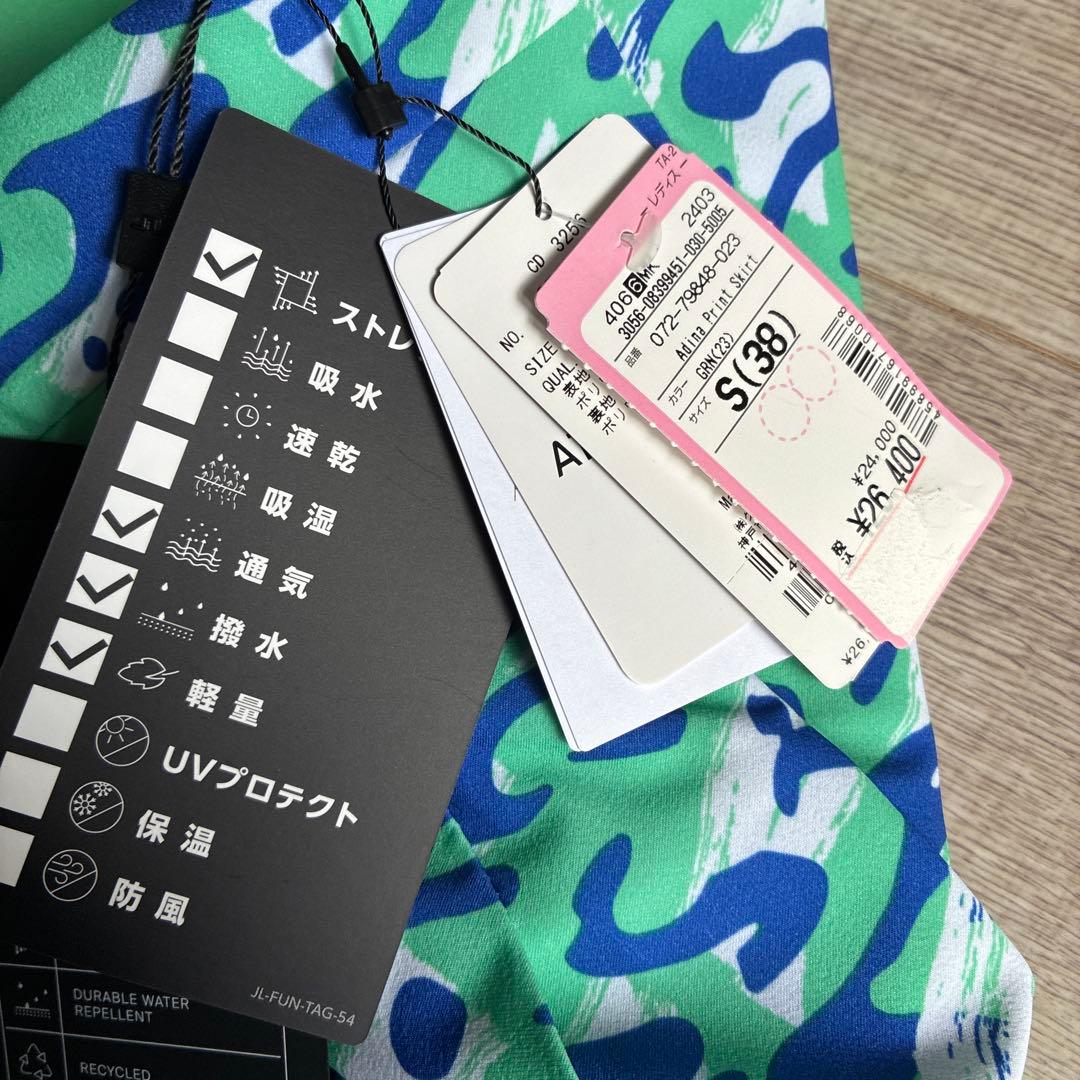 ストレ
吸水
速乾
吸湿
通気
撥水
軽量
UVプロテクト
保温
防風
JL-FUN-TAG-54
DURABLE WATER
REPELLENT
RECYCLED
CD 3256
NO.
SIZE
QUAL.
表地
ポリ
裏地
ポリ
¥26,
TA-2
レディス
4066MK 2403
3056-08399451-030-5005
品番 072-79848-023
Adina Print Skirt
カラー GRN(23)
サイズ S(38)
¥24,000
税込 ¥26,400